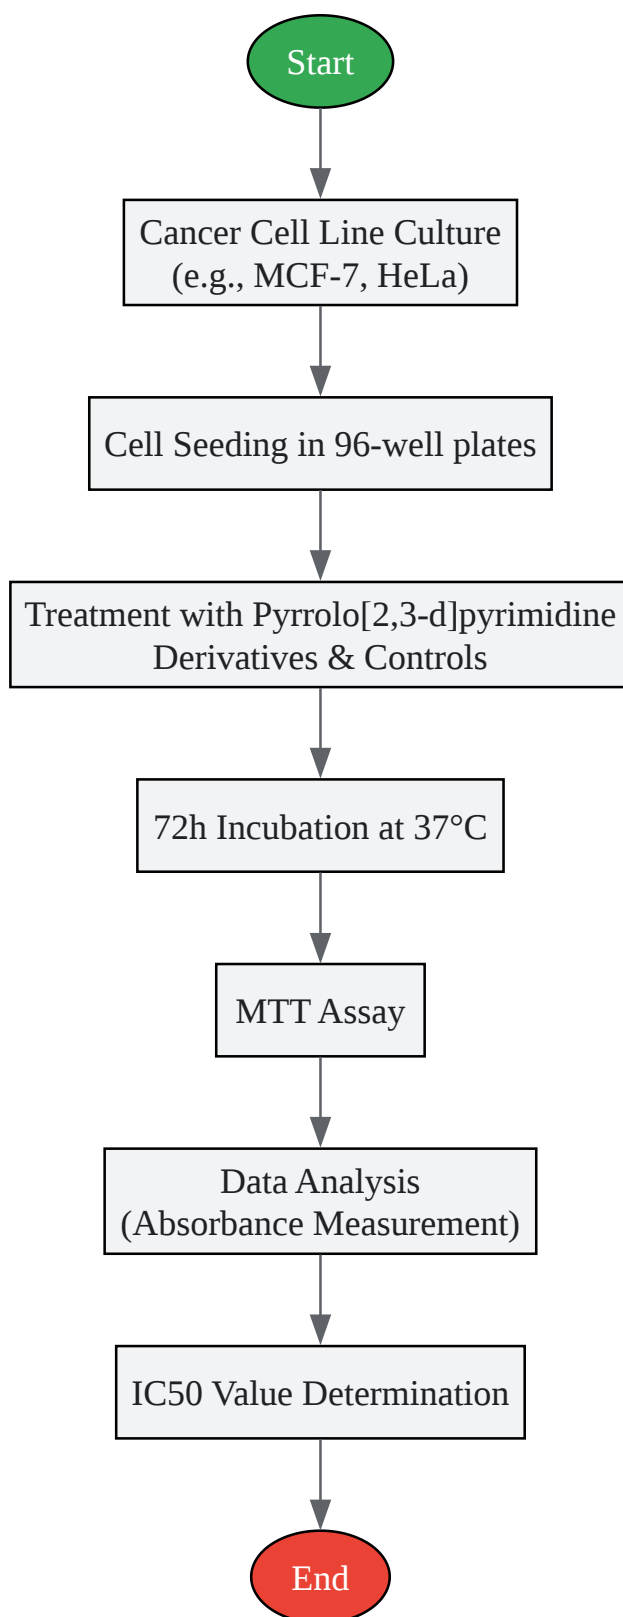 Start
Cancer Cell Line Culture
(e.g., MCF-7, HeLa)
Cell Seeding in 96-well plates
Treatment with Pyrrolo[2,3-d]pyrimidine
Derivatives & Controls
72h Incubation at 37°C
MTT Assay
Data Analysis
(Absorbance Measurement)
IC50 Value Determination
End